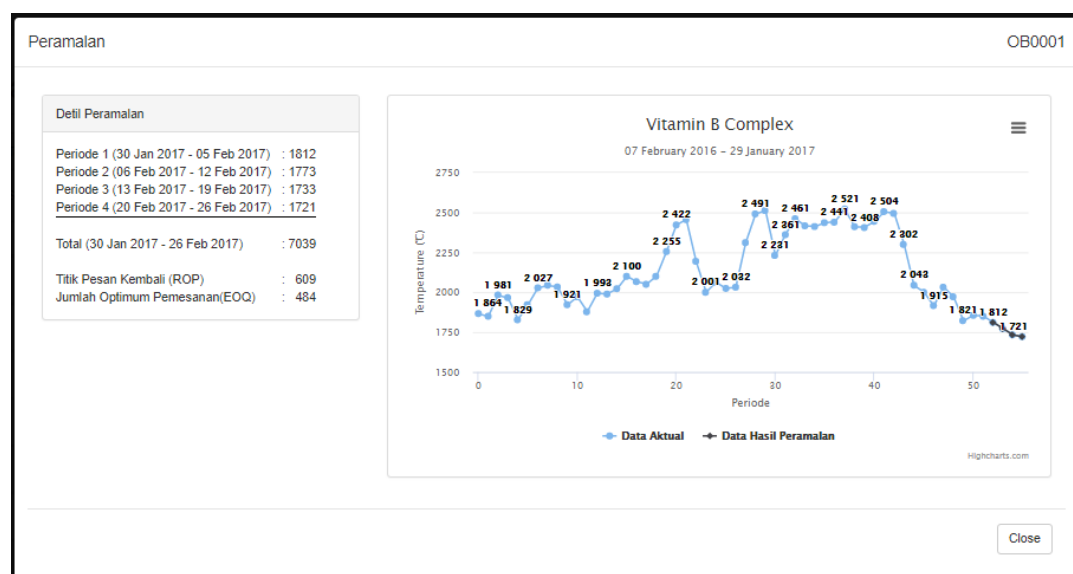 Peramalan
OB0001
Detil Peramalan
Periode 1 (30 Jan 2017 - 05 Feb 2017) : 1812
Periode 2 (06 Feb 2017 - 12 Feb 2017) : 1773
Periode 3 (13 Feb 2017 - 19 Feb 2017) : 1733
Periode 4 (20 Feb 2017 - 26 Feb 2017) : 1721
Total (30 Jan 2017 - 26 Feb 2017) : 7039
Titik Pesan Kembali (ROP) : 609
Jumlah Optimum Pemesanan(EOQ) : 484
Vitamin B Complex
07 February 2016 - 29 January 2017
Temperature (°C)
2750
2500
2250
2000
1750
1500
1 864
1 981
1 829
2 027
1 921
1 993
2 100
2 255
2 422
2 001
2 032
2 491
2 231
2 361
2 461
2 441
2 521
2 408
2 504
2 302
2 043
1 915
1 821
1 812
1 721
0 10 20 30 40 50
Periode
Data Aktual Data Hasil Peramalan
Highcharts.com
Close